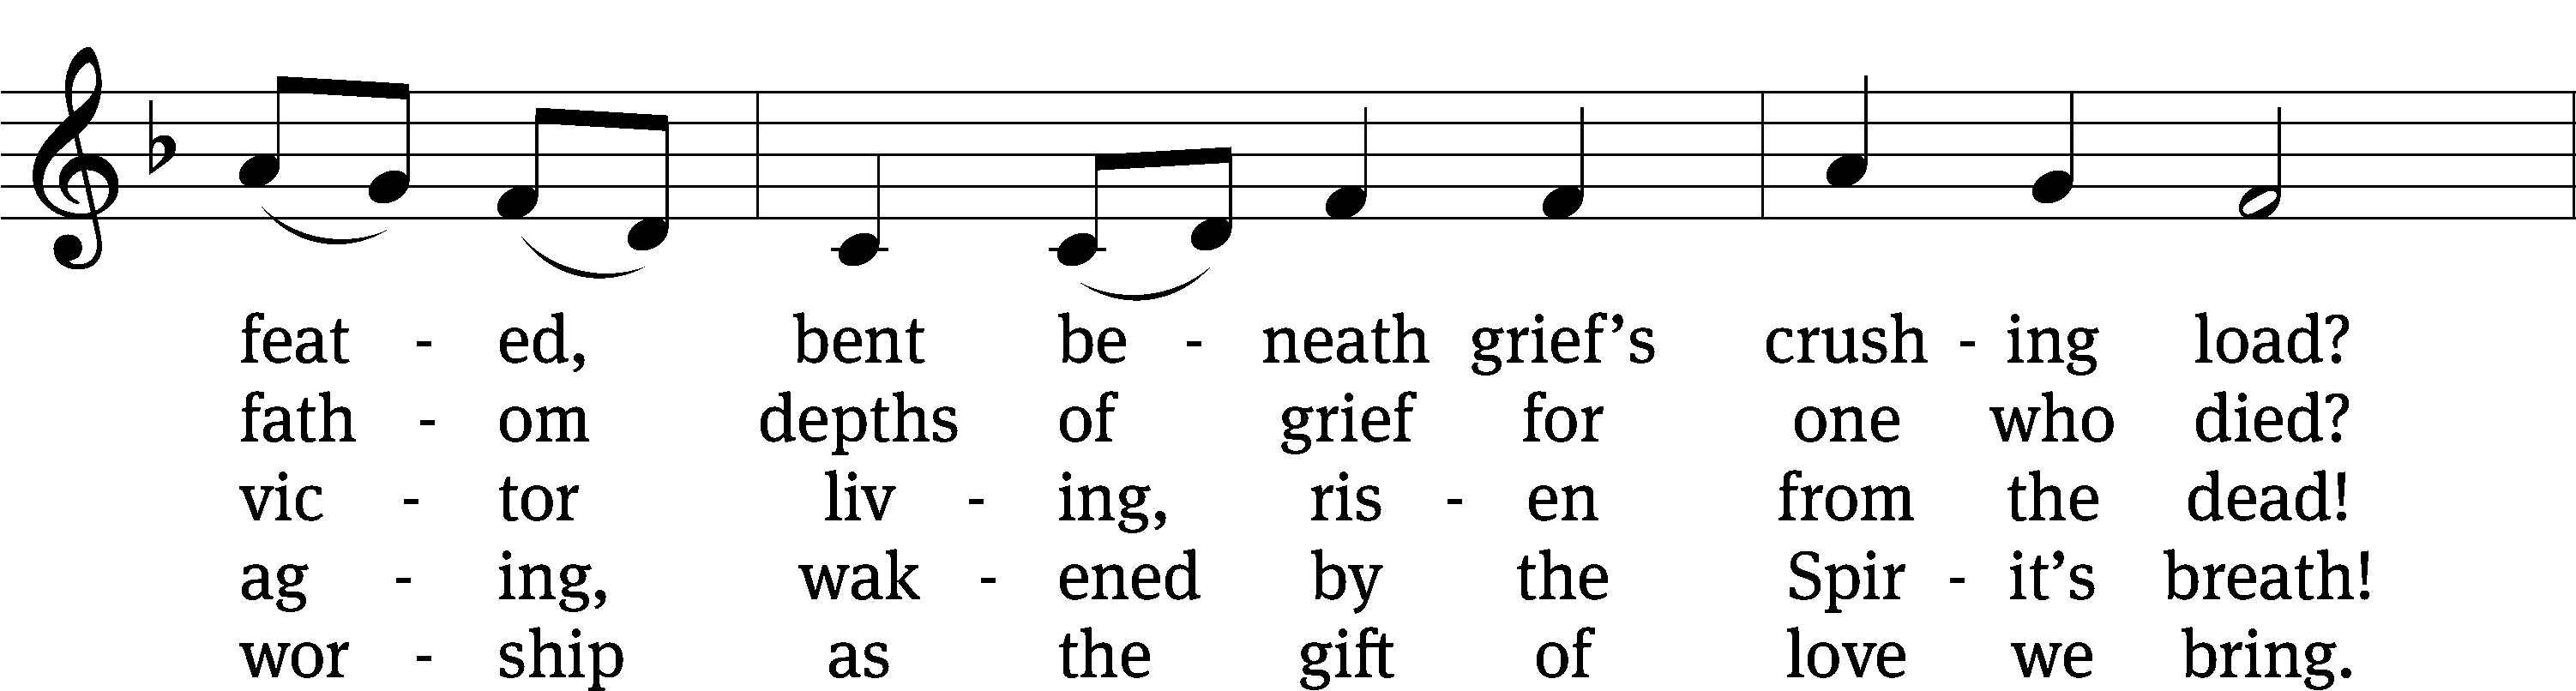 feat - ed, bent be - neath grief’s crush - ing load?
fath - om depths of grief for one who died?
vic - tor liv - ing, ris - en from the dead!
ag - ing, wak - ened by the Spir - it’s breath!
wor - ship as the gift of love we bring.